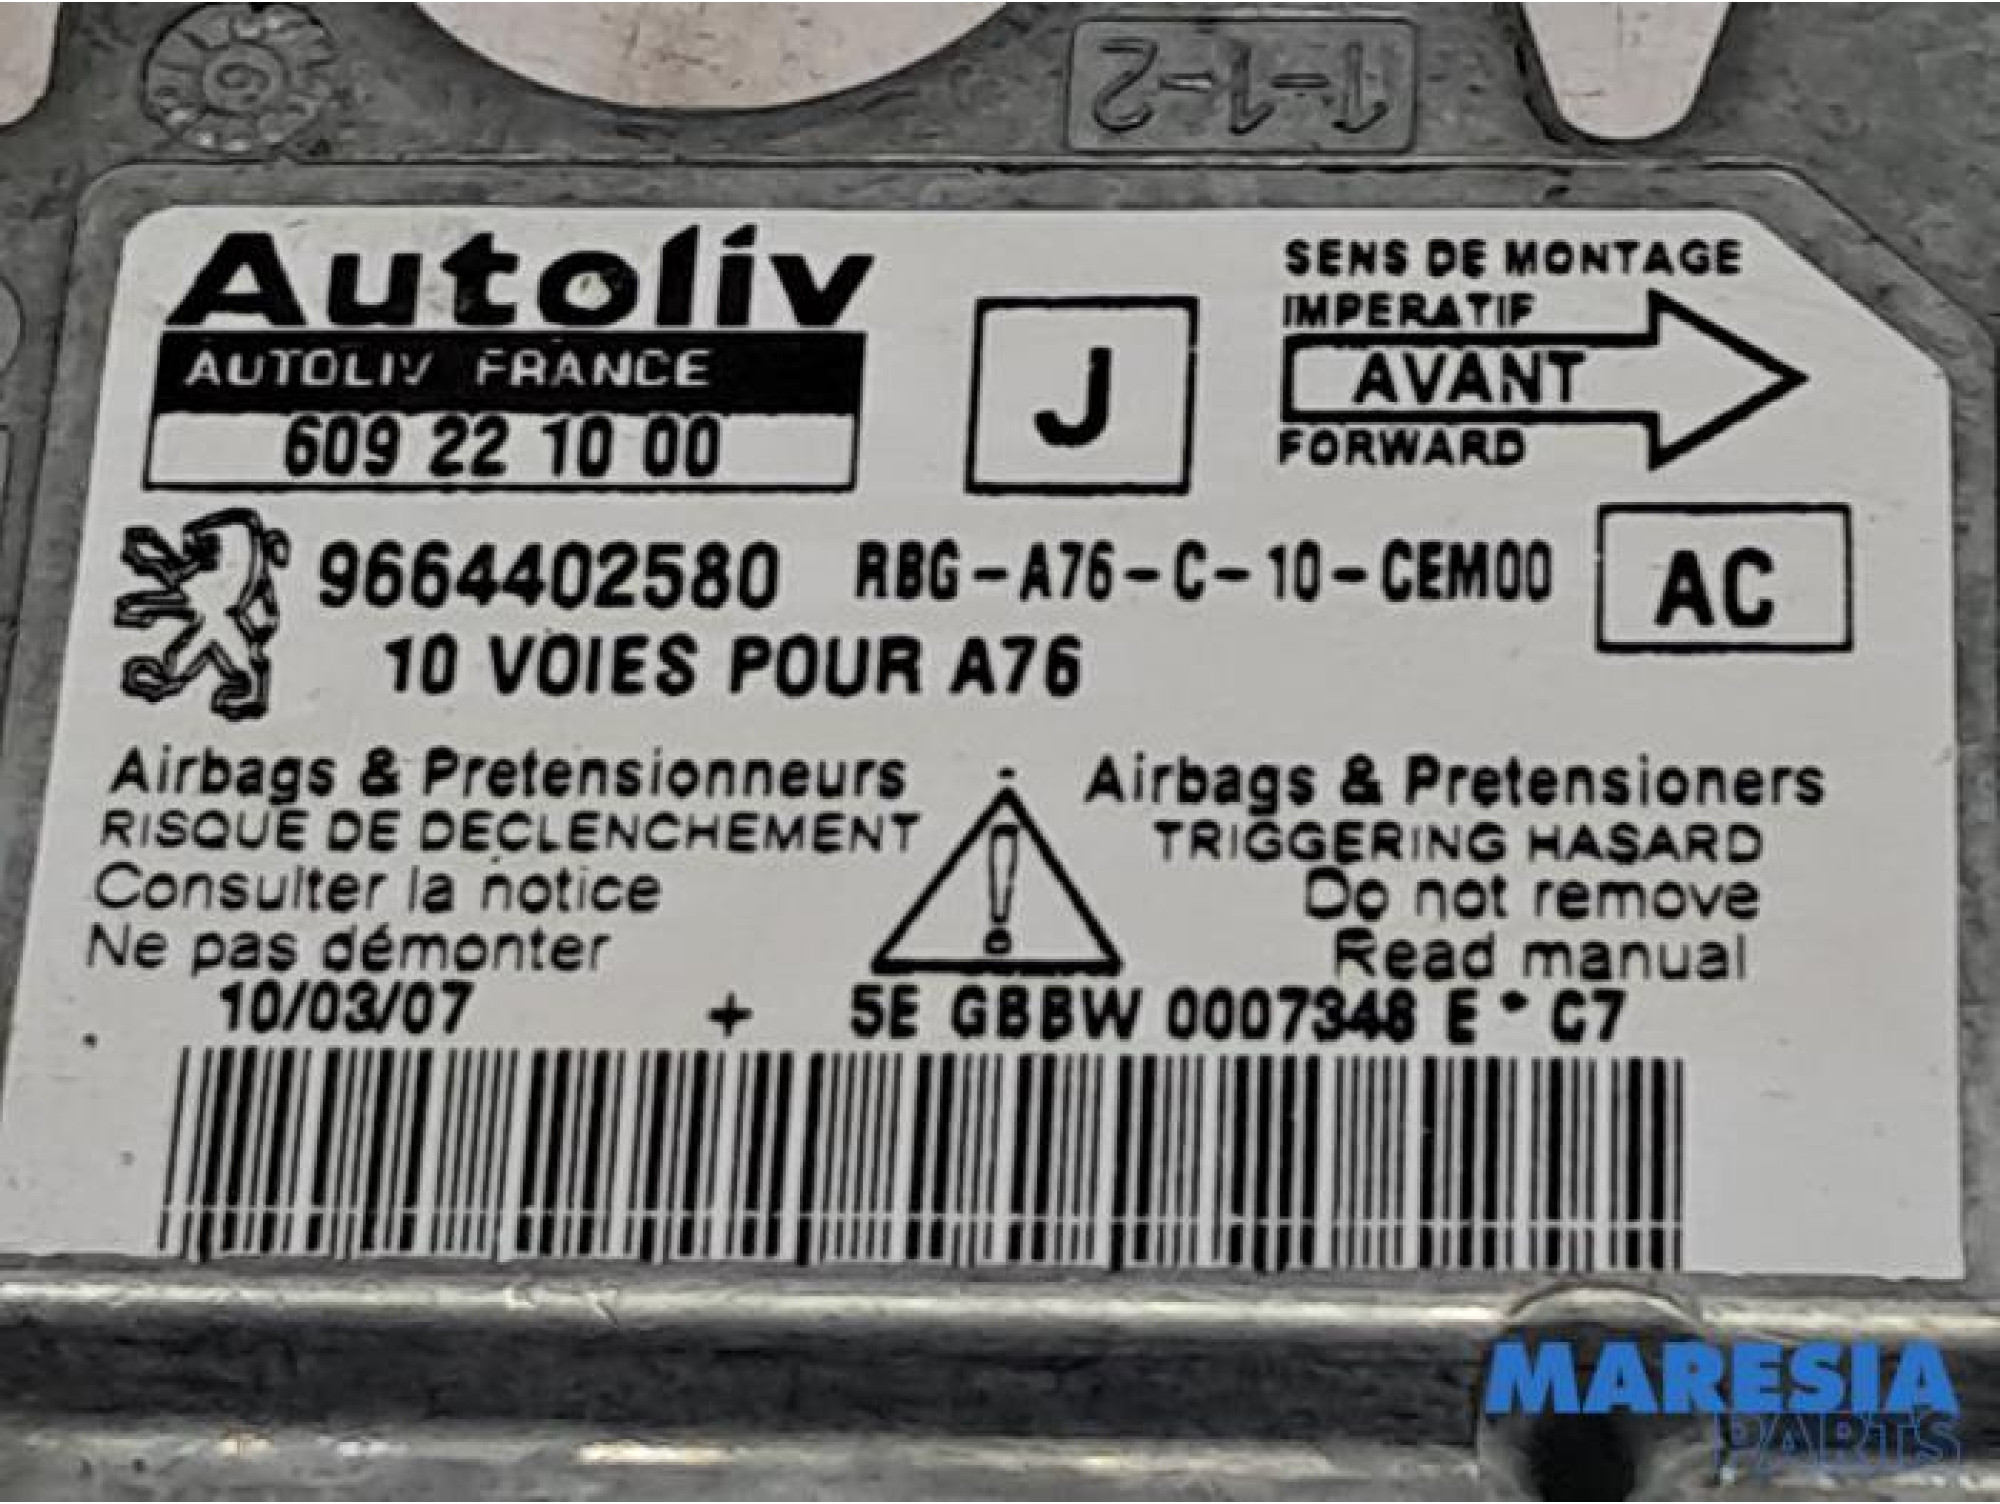 1-1-2
Autoliv
AUTOLIV FRANCE
609 22 10 00
J
SENS DE MONTAGE
IMPERATIF
AVANT
FORWARD
9664402580 RBG-A76-C-10-CEM00
AC
10 VOIES POUR A76
Airbags & Pretensionneurs
RISQUE DE DECLENCHEMENT
Consulter la notice
Ne pas démonter
Airbags & Pretensioners
TRIGGERING HASARD
Do not remove
Read manual
10/03/07 + 5E GBBW 0007348 E * C7
MARESIA
PARTS